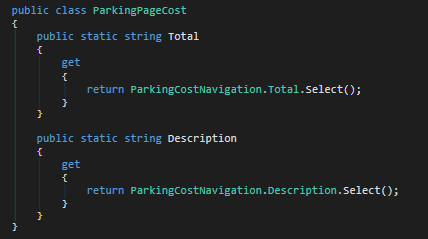 public class ParkingPageCost
{
    public static string Total
    {
        get
        {
            return ParkingCostNavigation.Total.Select();
        }
    }
    public static string Description
    {
        get
        {
            return ParkingCostNavigation.Description.Select();
        }
    }
}